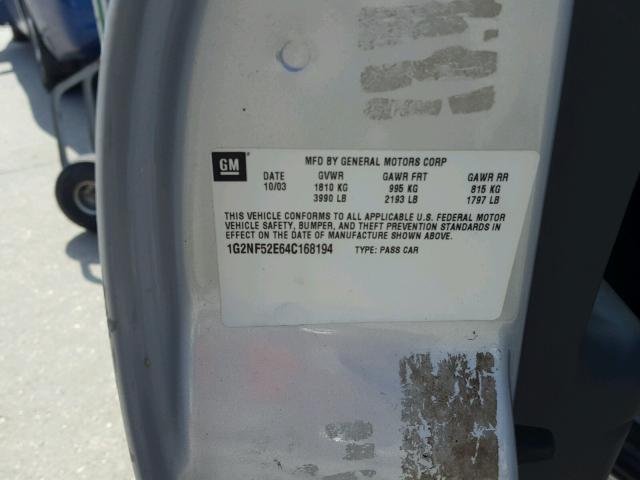 GM
MFD BY GENERAL MOTORS CORP
DATE GVWR GAWR FRT GAWR RR
10/03 1810 KG 995 KG 815 KG
3990 LB 2193 LB 1797 LB
THIS VEHICLE CONFORMS TO ALL APPLICABLE U.S. FEDERAL MOTOR
VEHICLE SAFETY, BUMPER, AND THEFT PREVENTION STANDARDS
IN EFFECT ON THE DATE OF MANUFACTURE SHOWN ABOVE.
1G2NF52E64C168194 TYPE: PASS CAR